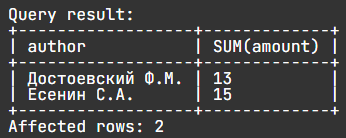 Query result:
+------------------+-------------+
| author | SUM(amount) |
+------------------+-------------+
| Достоевский Ф.М. | 13 |
| Есенин С.А. | 15 |
+------------------+-------------+
Affected rows: 2